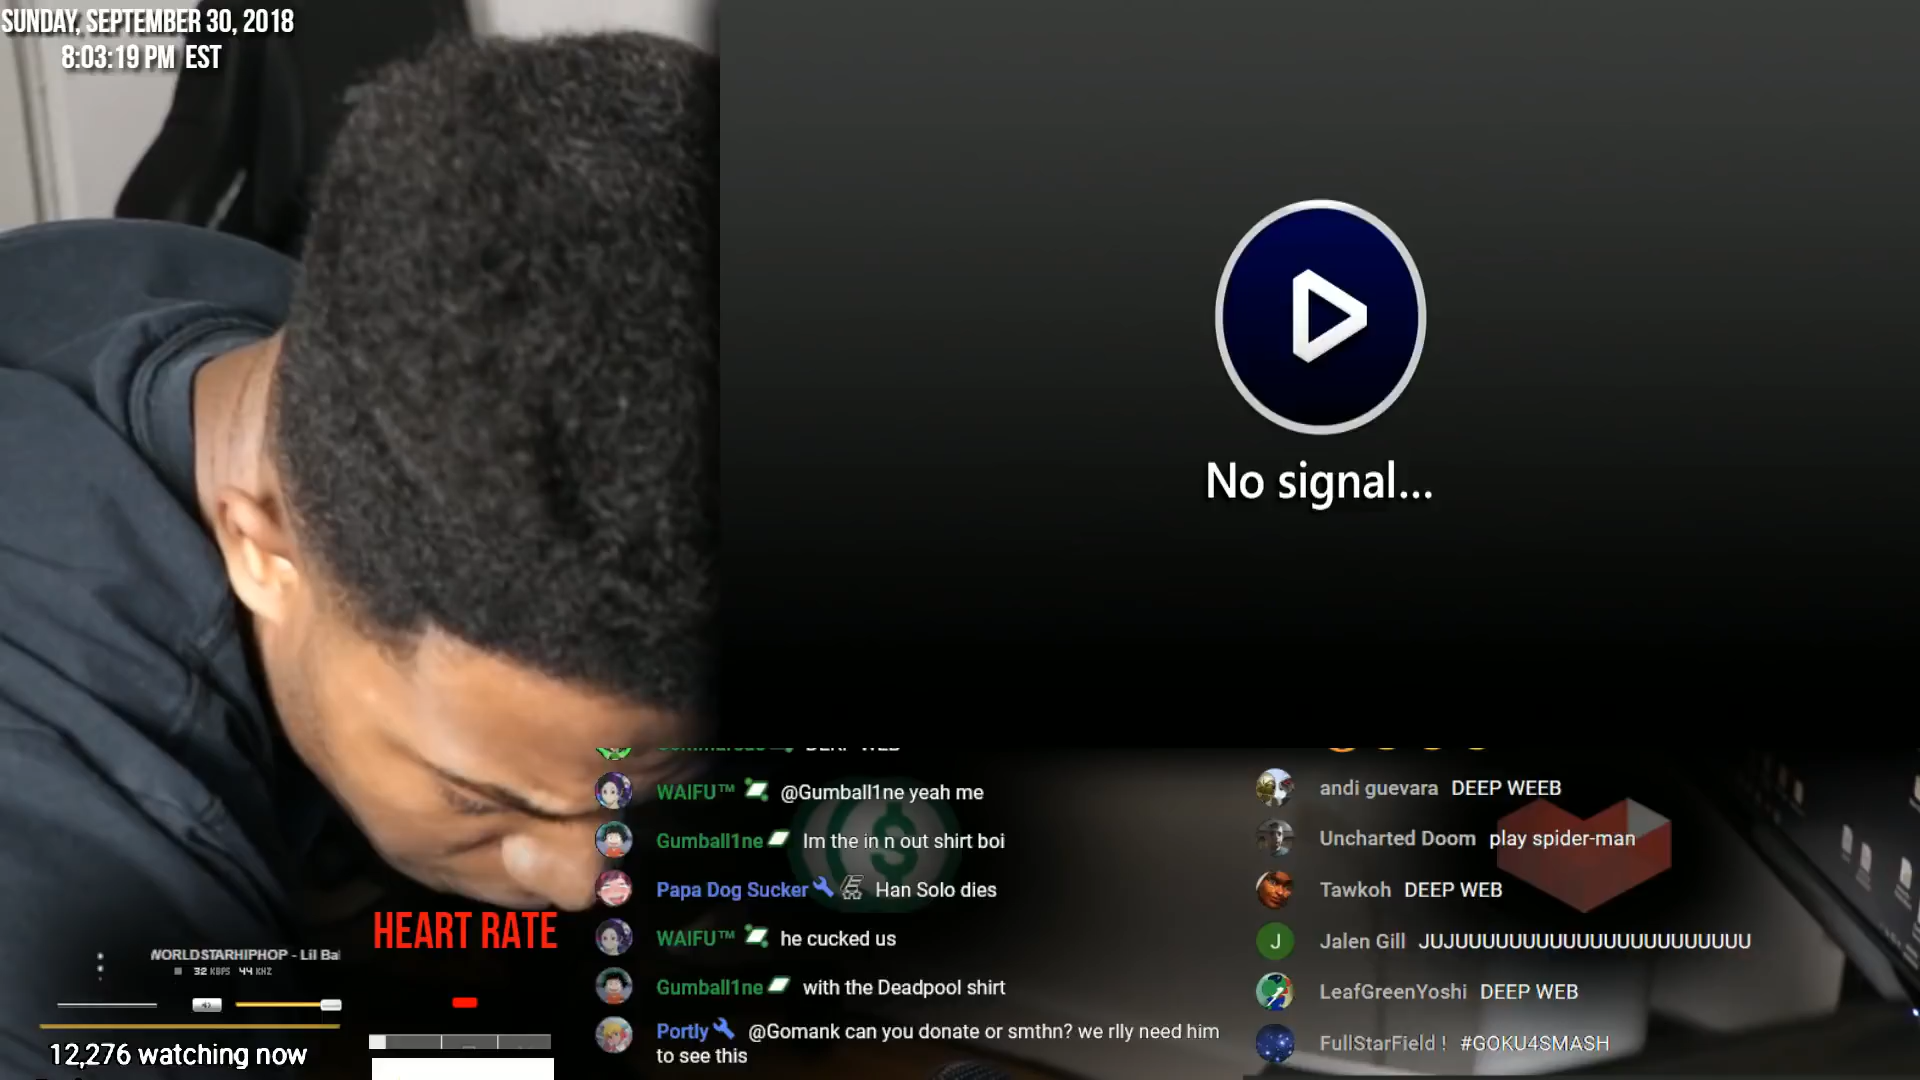 SUNDAY, SEPTEMBER 30, 2018
8:03:19 PM EST
No signal...
DEEP WEB
WAIFU™ @Gumball1ne yeah me
Gumball1ne Im the in n out shirt boi
Papa Dog Sucker Han Solo dies
WAIFU™ he cucked us
Gumball1ne with the Deadpool shirt
Portly @Gomank can you donate or smthn? we rlly need him
to see this
andi guevara DEEP WEEB
Uncharted Doom play spider-man
Tawkoh DEEP WEB
J Jalen Gill JUJUUUUUUUUUUUUUUUUUUUUUUU
LeafGreenYoshi DEEP WEB
FullStarField ! #GOKU4SMASH
HEART RATE
WORLDSTARHIPHOP - Lil Ba
32 KBPS 44 KHZ
12,276 watching now